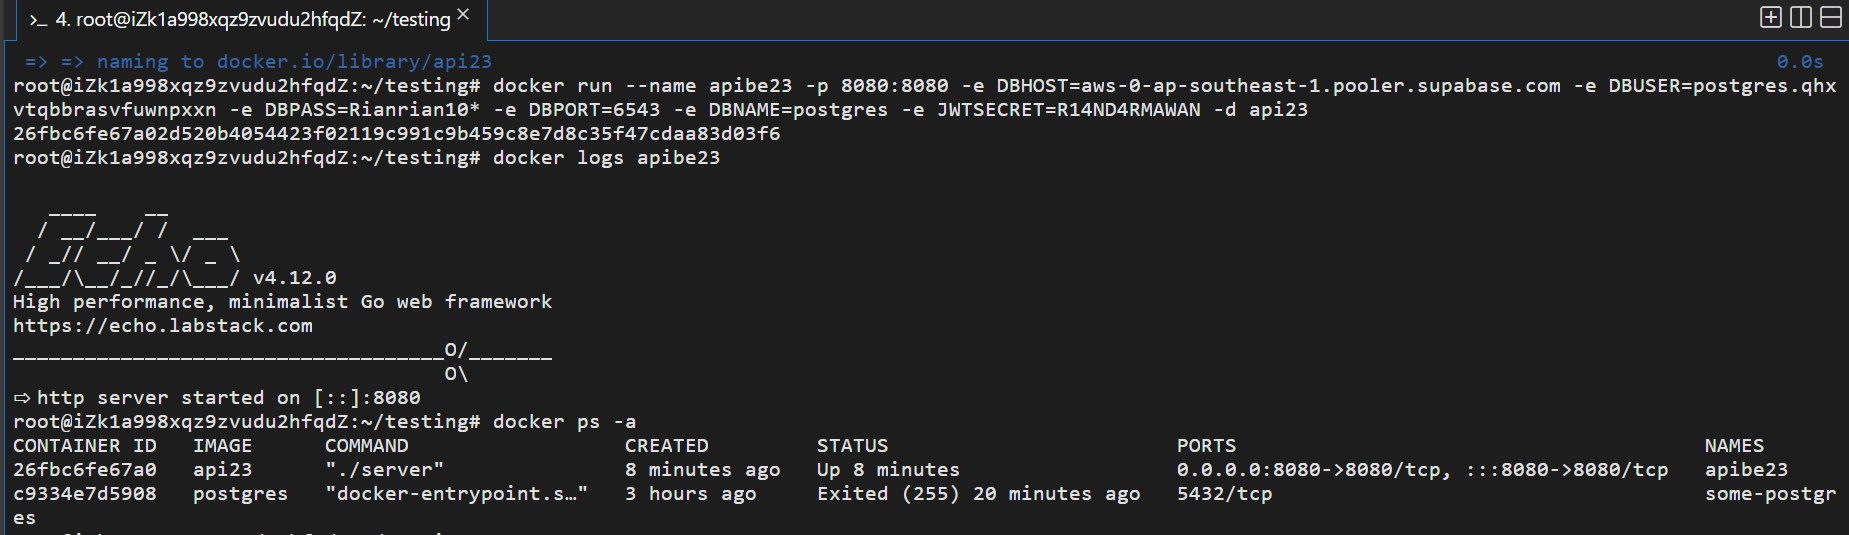 >_ 4. root@iZk1a998xqz9zvudu2hfqdZ: ~/testing ×
=> => naming to docker.io/library/api23 0.0s
root@iZk1a998xqz9zvudu2hfqdZ:~/testing# docker run --name apibe23 -p 8080:8080 -e DBHOST=aws-0-ap-southeast-1.pooler.supabase.com -e DBUSER=postgres.qhx
vtqbbrasvfuwnpxxn -e DBPASS=Rianrian10* -e DBPORT=6543 -e DBNAME=postgres -e JWTSECRET=R14ND4RMAWAN -d api23
26fbc6fe67a02d520b4054423f02119c991c9b459c8e7d8c35f47cdaa83d03f6
root@iZk1a998xqz9zvudu2hfqdZ:~/testing# docker logs apibe23
   ____    __
  / __/___/ /  ___
 / _// __/ _ \/ _ \
/___/\__/_//_/\___/ v4.12.0
High performance, minimalist Go web framework
https://echo.labstack.com
____________________________________O/_______
                                    O\
⇨ http server started on [::]:8080
root@iZk1a998xqz9zvudu2hfqdZ:~/testing# docker ps -a
CONTAINER ID   IMAGE      COMMAND                  CREATED         STATUS                        PORTS                                       NAMES
26fbc6fe67a0   api23      "./server"               8 minutes ago   Up 8 minutes                  0.0.0.0:8080->8080/tcp, :::8080->8080/tcp   apibe23
c9334e7d5908   postgres   "docker-entrypoint.s…"   3 hours ago     Exited (255) 20 minutes ago   5432/tcp                                    some-postgr
es